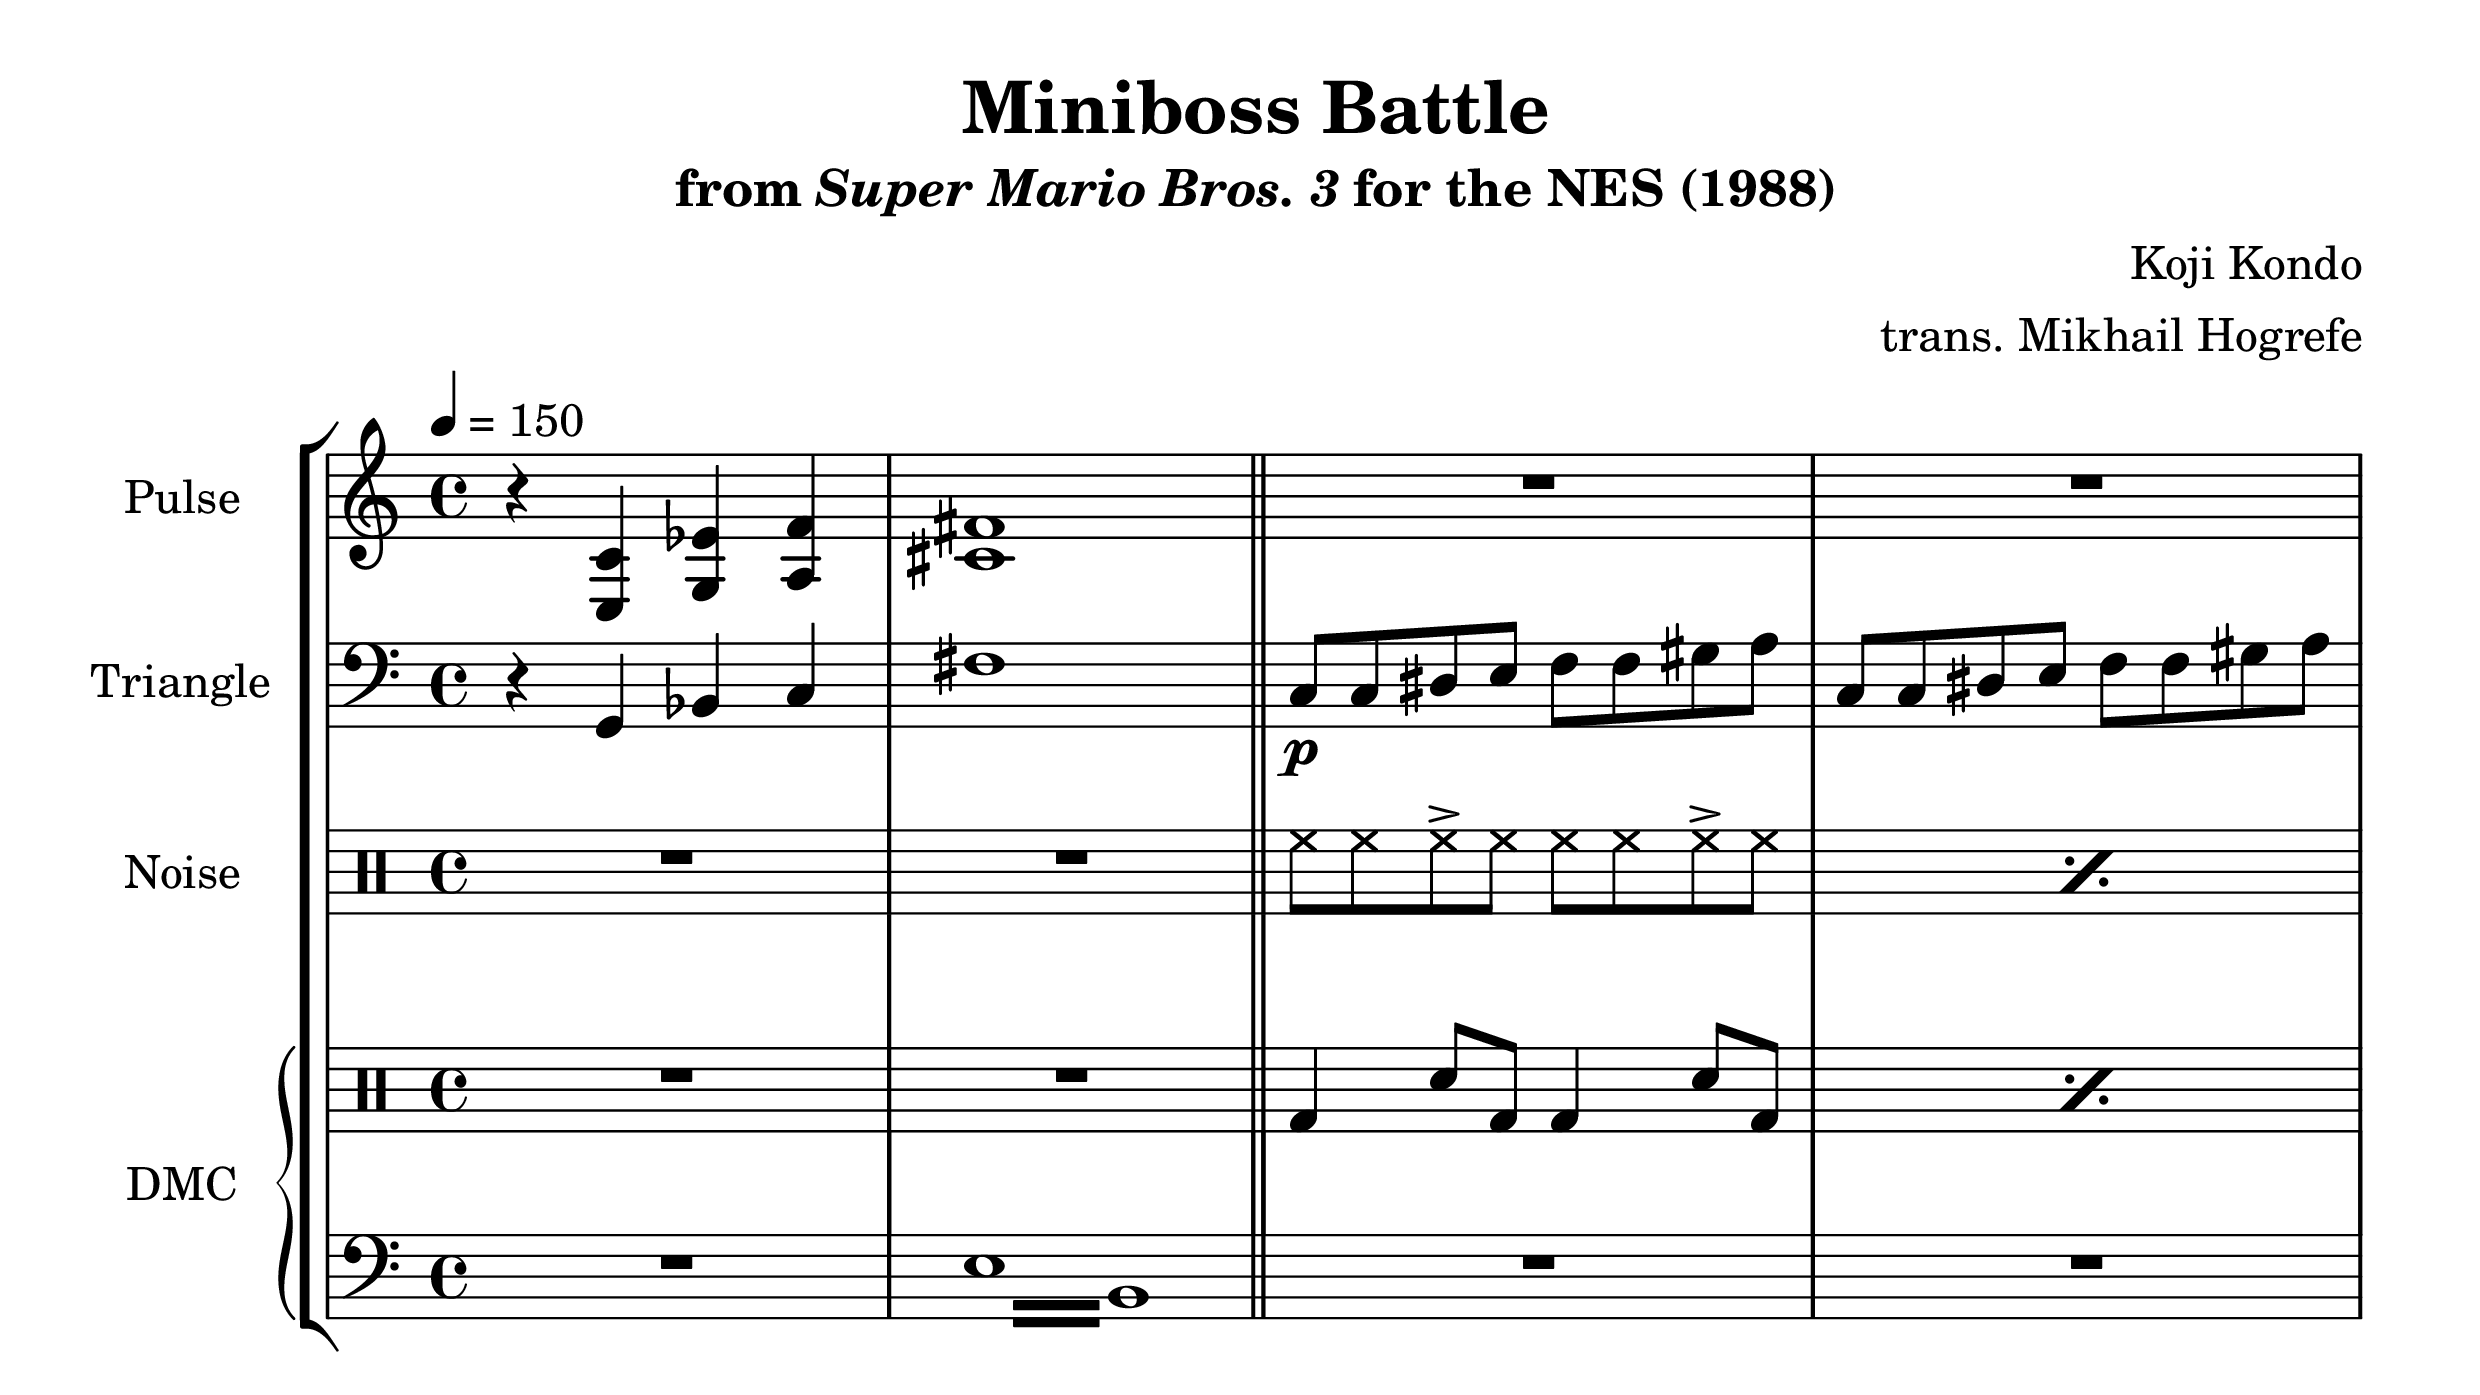 Miniboss Battle
from Super Mario Bros. 3 for the NES (1988)
Koji Kondo
trans. Mikhail Hogrefe
= 150
Pulse
Triangle
p
Noise
DMC